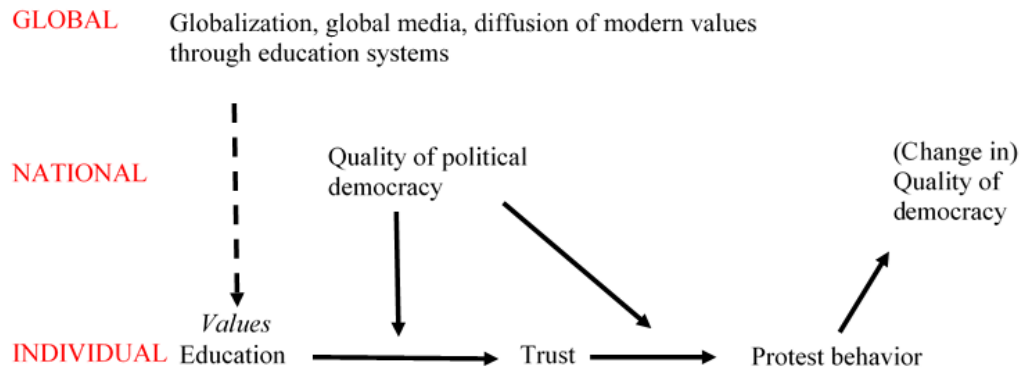 GLOBAL Globalization, global media, diffusion of modern values
through education systems
NATIONAL
Quality of political
democracy
(Change in)
Quality of
democracy
Values
INDIVIDUAL Education Trust Protest behavior